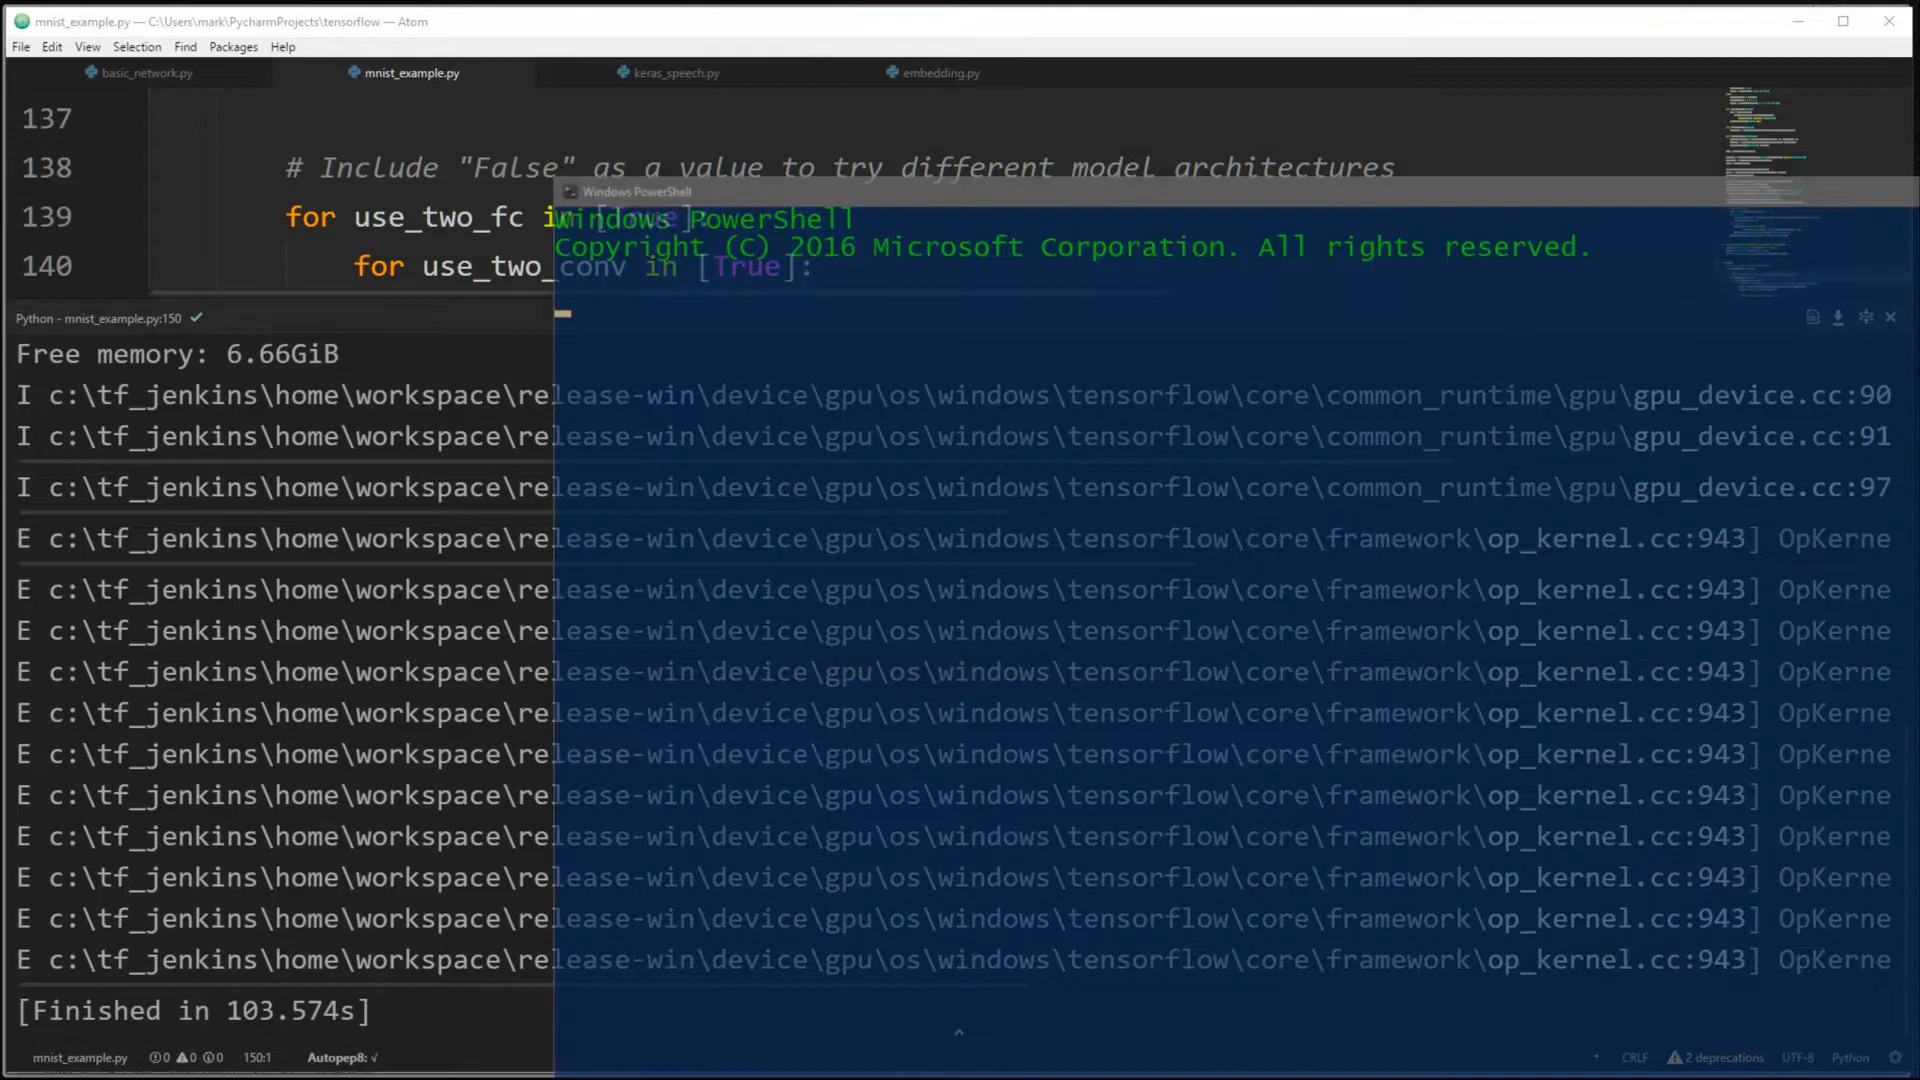 mnist_example.py — C:\Users\mark\PycharmProjects\tensorflow — Atom
File Edit View Selection Find Packages Help
basic_network.py mnist_example.py keras_speech.py embedding.py
137
138 # Include "False" as a value to try different model architectures
Windows PowerShell
139 for use_two_fc in [True]:
Windows PowerShell
Copyright (C) 2016 Microsoft Corporation. All rights reserved.
140 for use_two_conv in [True]:
Python - mnist_example.py:150
Free memory: 6.66GiB
I c:\tf_jenkins\home\workspace\release-win\device\gpu\os\windows\tensorflow\core\common_runtime\gpu\gpu_device.cc:90
I c:\tf_jenkins\home\workspace\release-win\device\gpu\os\windows\tensorflow\core\common_runtime\gpu\gpu_device.cc:91
I c:\tf_jenkins\home\workspace\release-win\device\gpu\os\windows\tensorflow\core\common_runtime\gpu\gpu_device.cc:97
E c:\tf_jenkins\home\workspace\release-win\device\gpu\os\windows\tensorflow\core\framework\op_kernel.cc:943] OpKerne
E c:\tf_jenkins\home\workspace\release-win\device\gpu\os\windows\tensorflow\core\framework\op_kernel.cc:943] OpKerne
E c:\tf_jenkins\home\workspace\release-win\device\gpu\os\windows\tensorflow\core\framework\op_kernel.cc:943] OpKerne
E c:\tf_jenkins\home\workspace\release-win\device\gpu\os\windows\tensorflow\core\framework\op_kernel.cc:943] OpKerne
E c:\tf_jenkins\home\workspace\release-win\device\gpu\os\windows\tensorflow\core\framework\op_kernel.cc:943] OpKerne
E c:\tf_jenkins\home\workspace\release-win\device\gpu\os\windows\tensorflow\core\framework\op_kernel.cc:943] OpKerne
E c:\tf_jenkins\home\workspace\release-win\device\gpu\os\windows\tensorflow\core\framework\op_kernel.cc:943] OpKerne
E c:\tf_jenkins\home\workspace\release-win\device\gpu\os\windows\tensorflow\core\framework\op_kernel.cc:943] OpKerne
E c:\tf_jenkins\home\workspace\release-win\device\gpu\os\windows\tensorflow\core\framework\op_kernel.cc:943] OpKerne
E c:\tf_jenkins\home\workspace\release-win\device\gpu\os\windows\tensorflow\core\framework\op_kernel.cc:943] OpKerne
E c:\tf_jenkins\home\workspace\release-win\device\gpu\os\windows\tensorflow\core\framework\op_kernel.cc:943] OpKerne
[Finished in 103.574s]
mnist_example.py 0 0 0 150:1 Autopep8: √ CRLF 2 deprecations UTF-8 Python